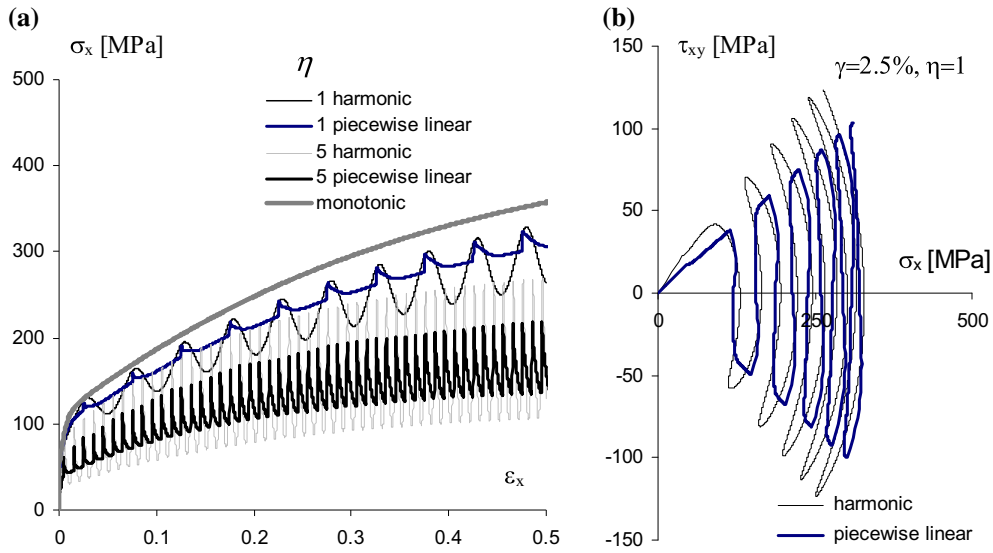 (a)
σx [MPa]
500
400
300
200
100
0
0
0.1
0.2
0.3
0.4
0.5
εx
η
1 harmonic
1 piecewise linear
5 harmonic
5 piecewise linear
monotonic
(b)
τxy [MPa]
γ=2.5%, η=1
150
100
50
0
-50
-100
-150
0
250
500
σx [MPa]
harmonic
piecewise linear